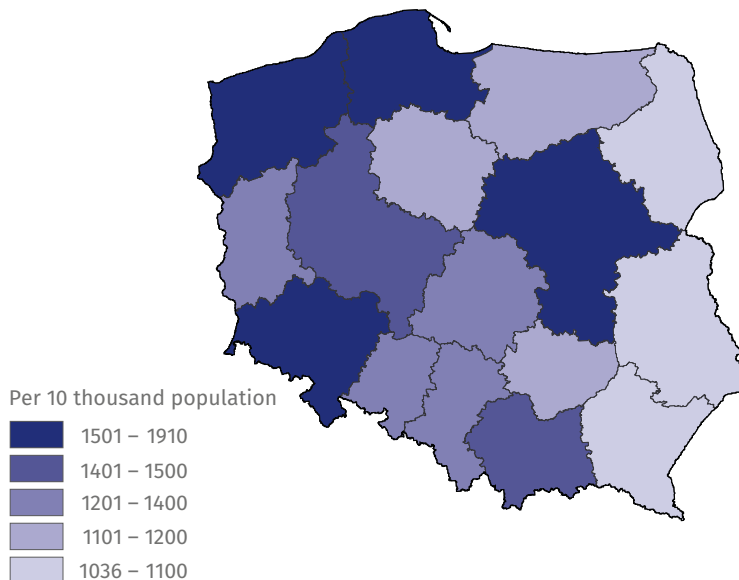 Per 10 thousand population
1501 – 1910
1401 – 1500
1201 – 1400
1101 – 1200
1036 – 1100